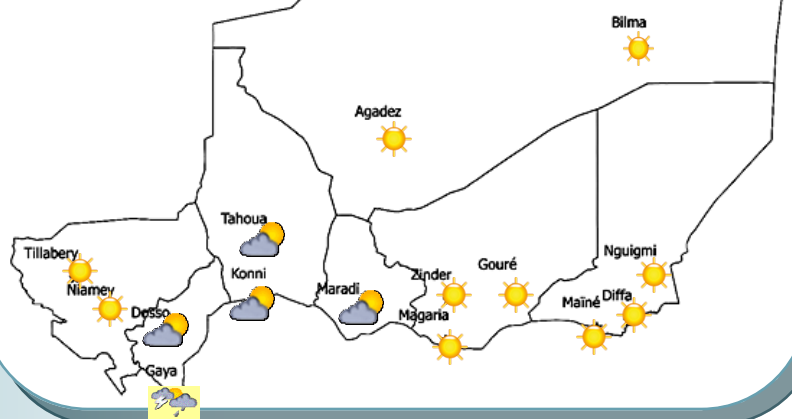 Bilma
Agadez
Tahoua
Tillabery
Nguigmi
Gouré
Konni
Zinder
Niamey
Maradi
Maïné
Diffa
Dosso
Magaria
Gaya